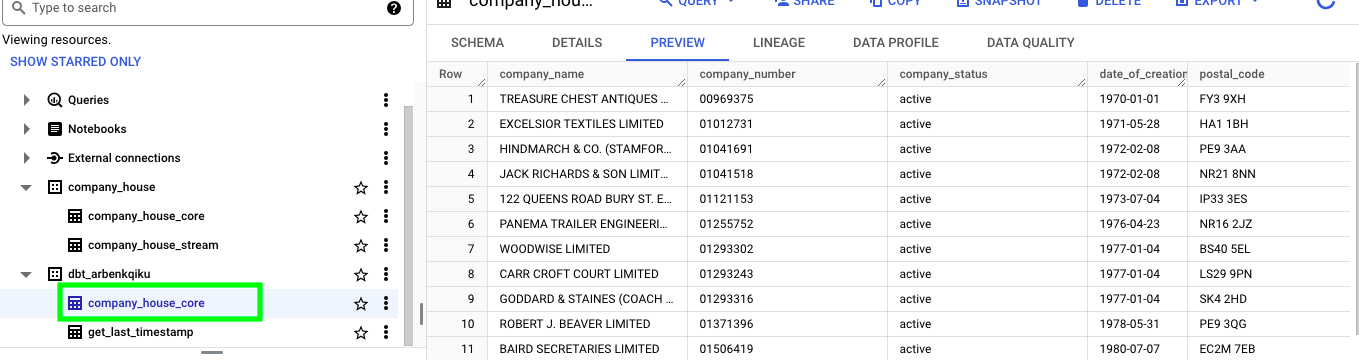 Type to search
Viewing resources.
SHOW STARRED ONLY
Queries
Notebooks
External connections
company_house
company_house_core
company_house_stream
dbt_arbenkqiku
company_house_core
get_last_timestamp
company_hou...
QUERY SHARE COPY SNAPSHOT DELETE EXPORT
SCHEMA DETAILS PREVIEW LINEAGE DATA PROFILE DATA QUALITY
Row company_name company_number company_status date_of_creation postal_code
1 TREASURE CHEST ANTIQUES ... 00969375 active 1970-01-01 FY3 9XH
2 EXCELSIOR TEXTILES LIMITED 01012731 active 1971-05-28 HA1 1BH
3 HINDMARCH & CO. (STAMFOR... 01041691 active 1972-02-08 PE9 3AA
4 JACK RICHARDS & SON LIMIT... 01041518 active 1972-02-08 NR21 8NN
5 122 QUEENS ROAD BURY ST. E... 01121153 active 1973-07-04 IP33 3ES
6 PANEMA TRAILER ENGINEERI... 01255752 active 1976-04-23 NR16 2JZ
7 WOODWISE LIMITED 01293302 active 1977-01-04 BS40 5EL
8 CARR CROFT COURT LIMITED 01293243 active 1977-01-04 LS29 9PN
9 GODDARD & STAINES (COACH ... 01293316 active 1977-01-04 SK4 2HD
10 ROBERT J. BEAVER LIMITED 01371396 active 1978-05-31 PE9 3QG
11 BAIRD SECRETARIES LIMITED 01506419 active 1980-07-07 EC2M 7EB